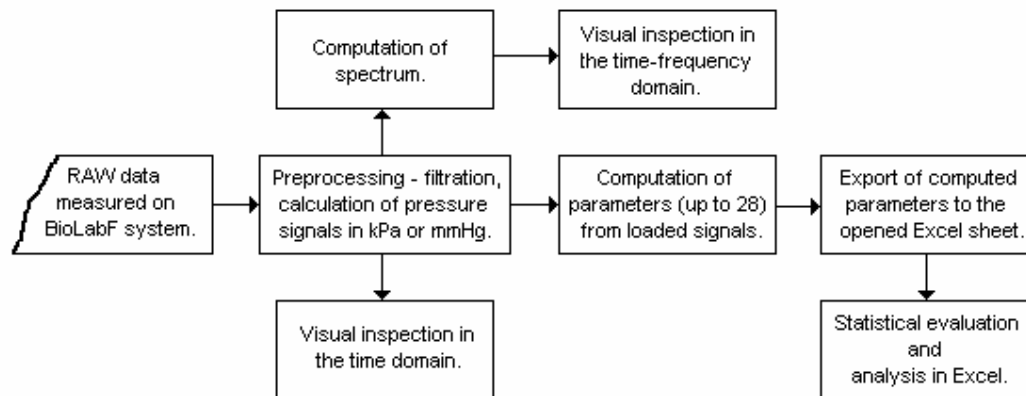 Computation of
spectrum.
Visual inspection in
the time-frequency
domain.
RAW data
measured on
BioLabF system.
Preprocessing - filtration,
calculation of pressure
signals in kPa or mmHg.
Computation of
parameters (up to 28)
from loaded signals.
Export of computed
parameters to the
opened Excel sheet.
Visual inspection in
the time domain.
Statistical evaluation
and
analysis in Excel.